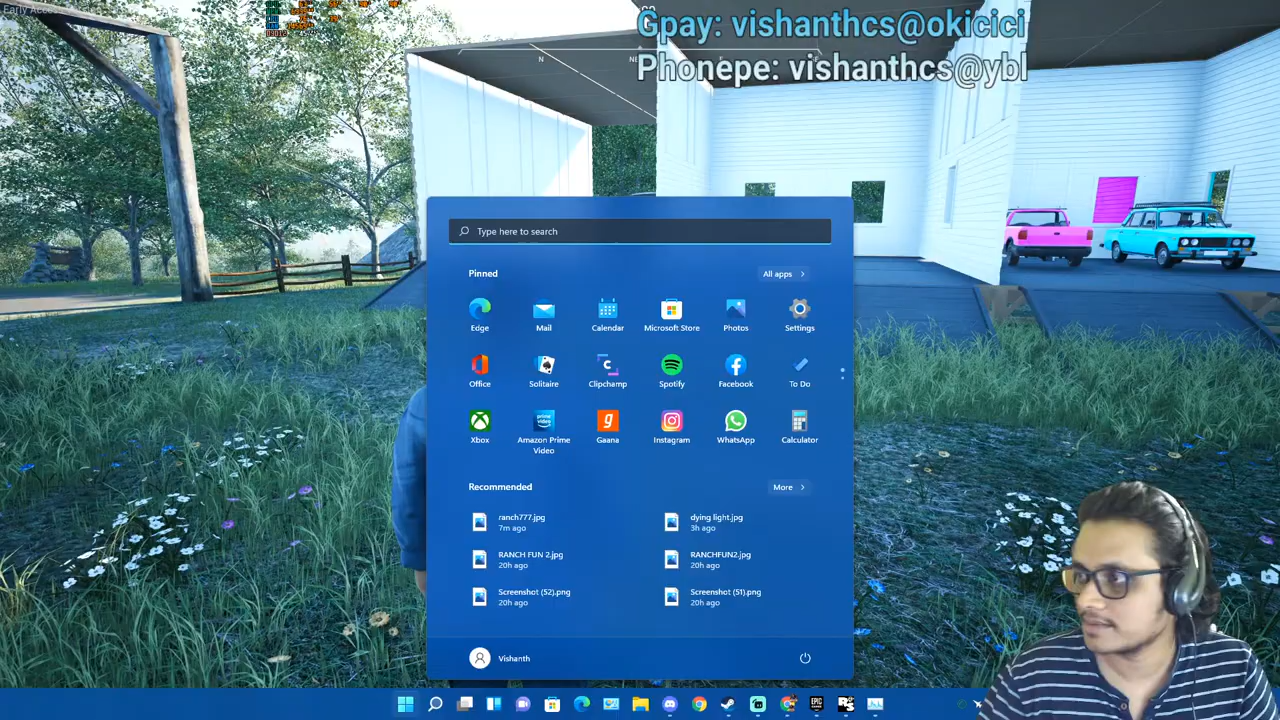 Early Access
Gpay: vishanthcs@okicici
Phonepe: vishanthcs@ybl
N
Type here to search
Pinned
All apps
Edge
Mail
Calendar
Microsoft Store
Photos
Settings
Office
Solitaire
Clipchamp
Spotify
Facebook
To Do
Xbox
Amazon Prime Video
Gaana
Instagram
WhatsApp
Calculator
Recommended
More
ranch777.jpg
7m ago
dying light.jpg
3h ago
RANCH FUN 2.jpg
20h ago
RANCHFUN2.jpg
20h ago
Screenshot (52).png
20h ago
Screenshot (51).png
20h ago
Vishanth